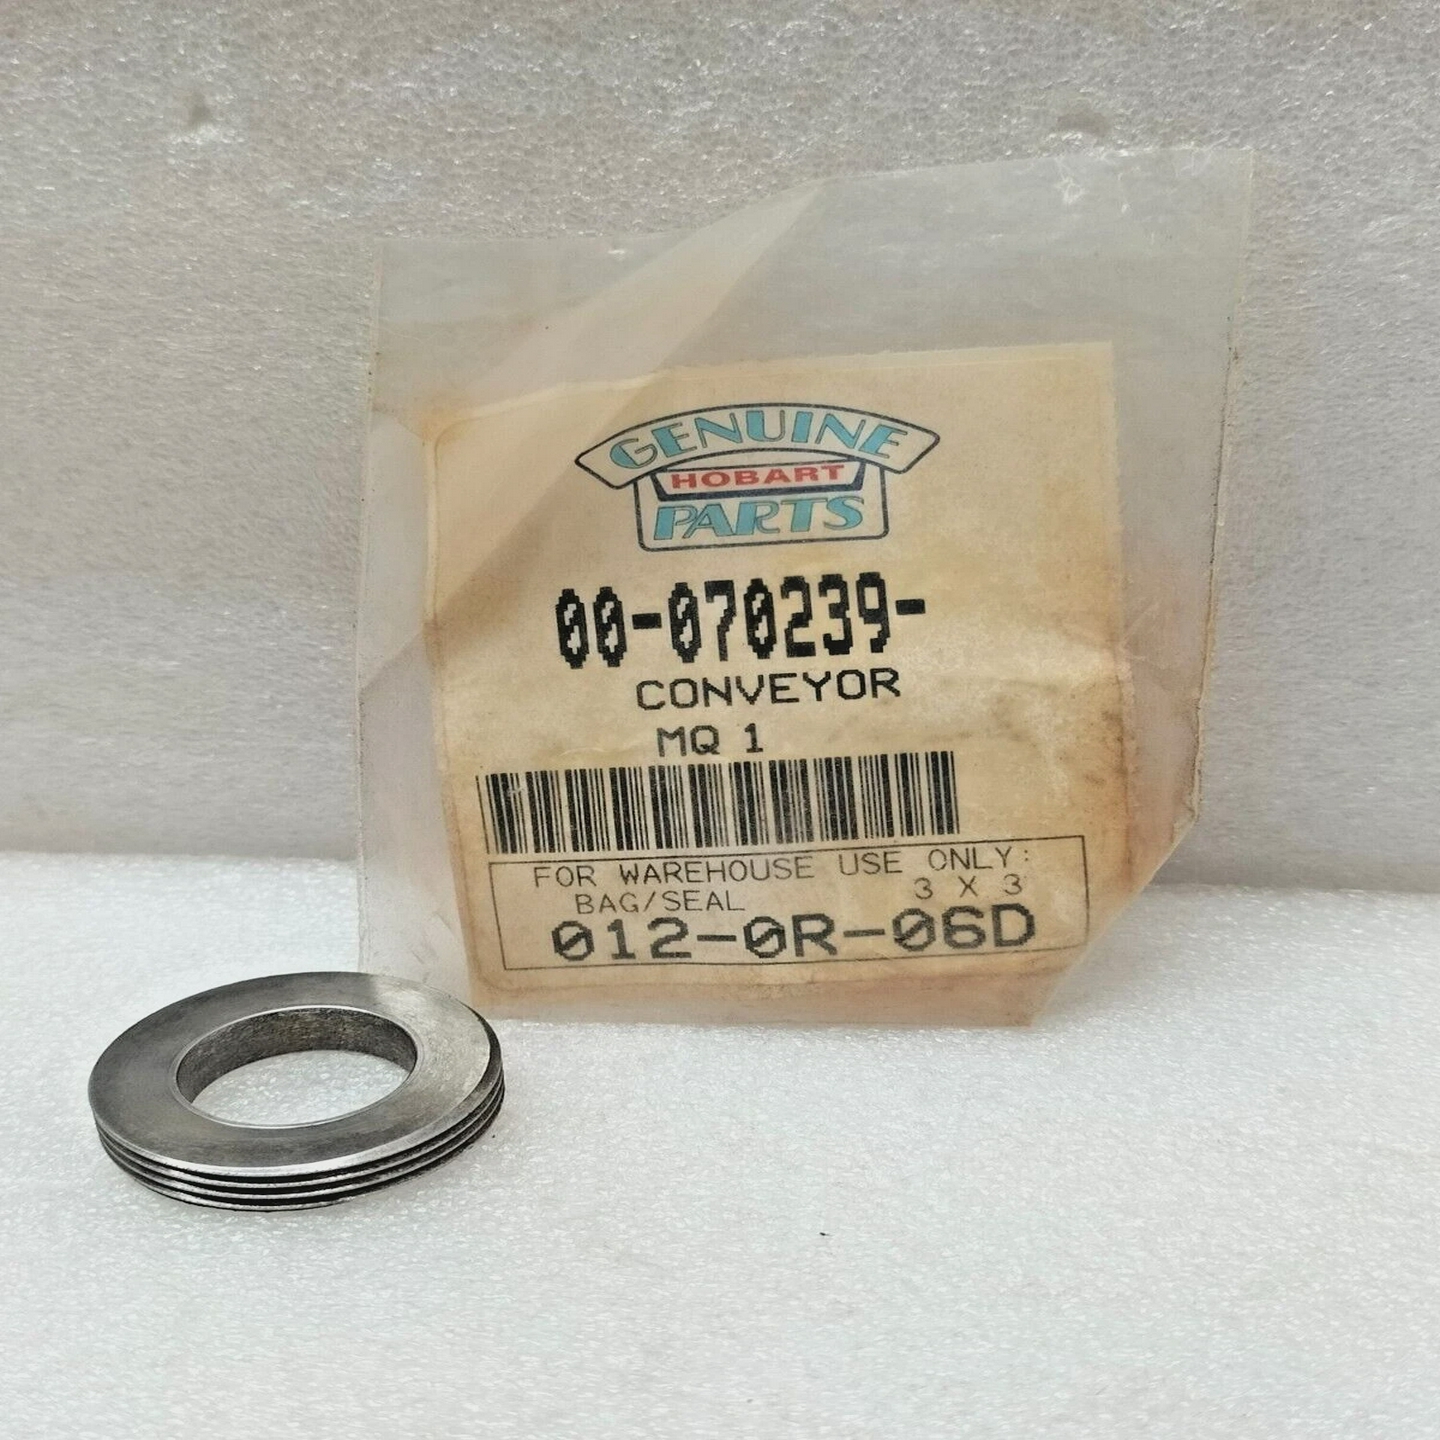 GENUINE
HOBART
PARTS
00-070239-
CONVEYOR
MQ 1
FOR WAREHOUSE USE ONLY:
BAG/SEAL 3 X 3
012-0R-06D